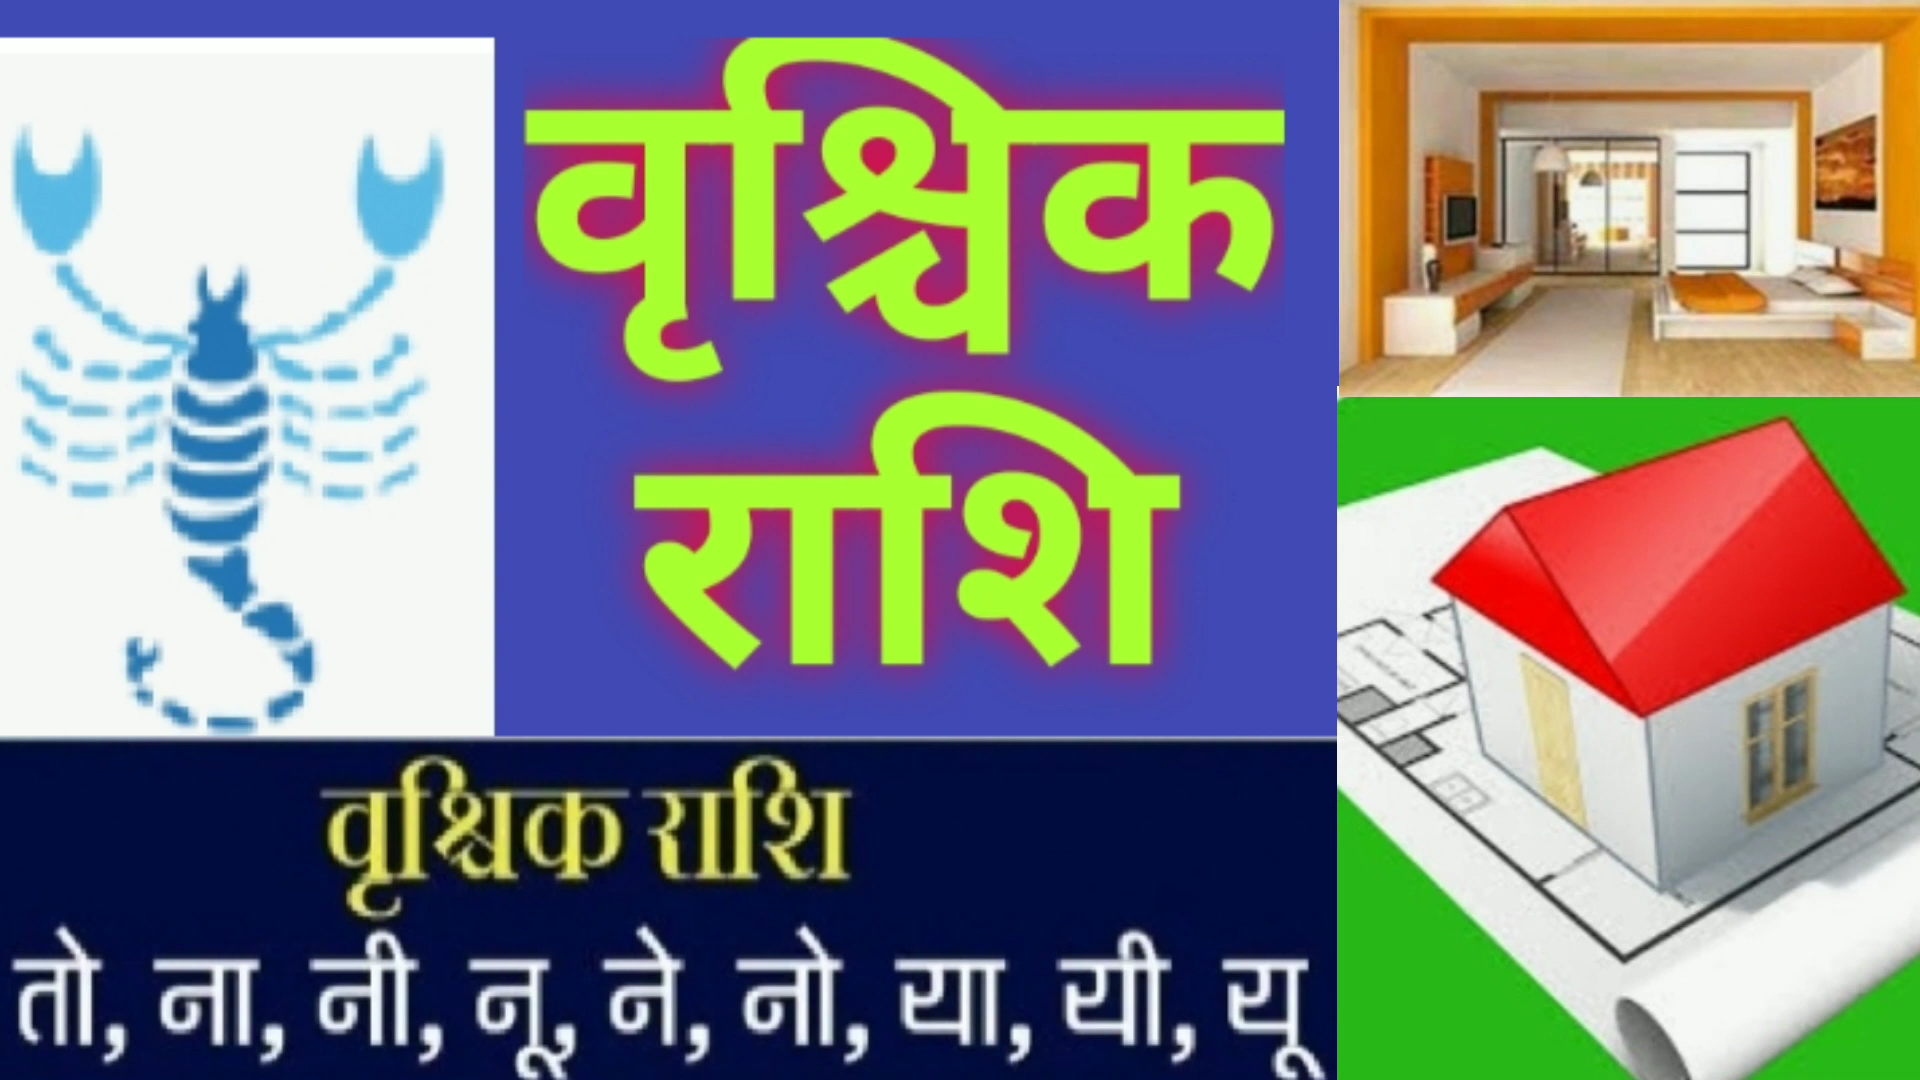 वृश्चिक
राशि
वृश्चिक राशि
तो, ना, नी, नू, ने, नो, या, यी, यू